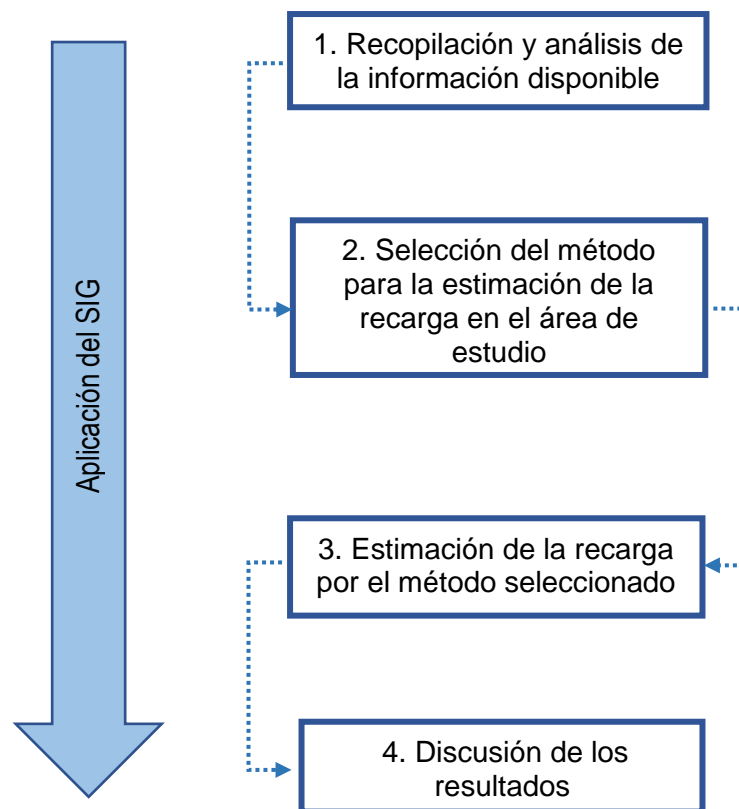 Aplicación del SIG
1. Recopilación y análisis de
la información disponible
2. Selección del método
para la estimación de la
recarga en el área de
estudio
3. Estimación de la recarga
por el método seleccionado
4. Discusión de los
resultados